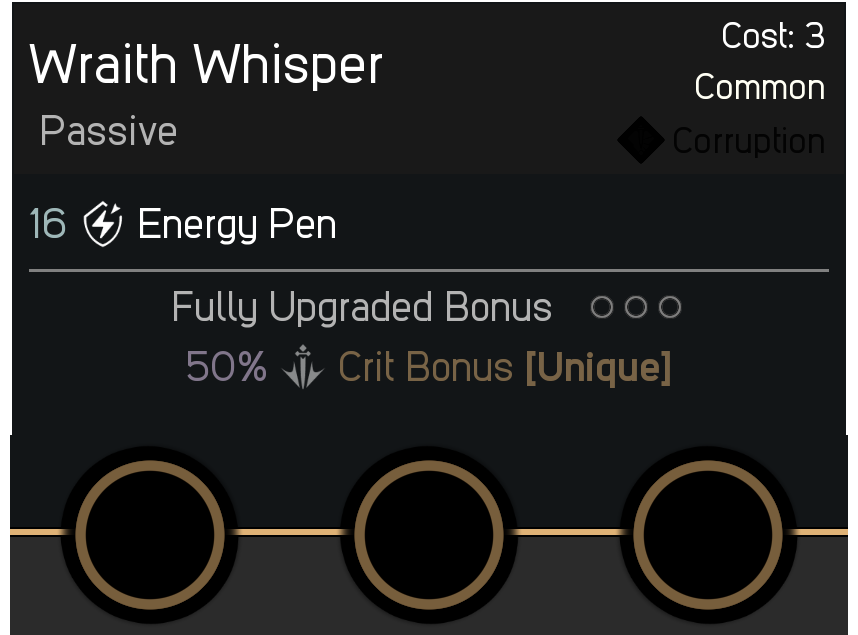 Wraith Whisper
Cost: 3
Common
Passive
Corruption
16 Energy Pen
Fully Upgraded Bonus
50% Crit Bonus [Unique]